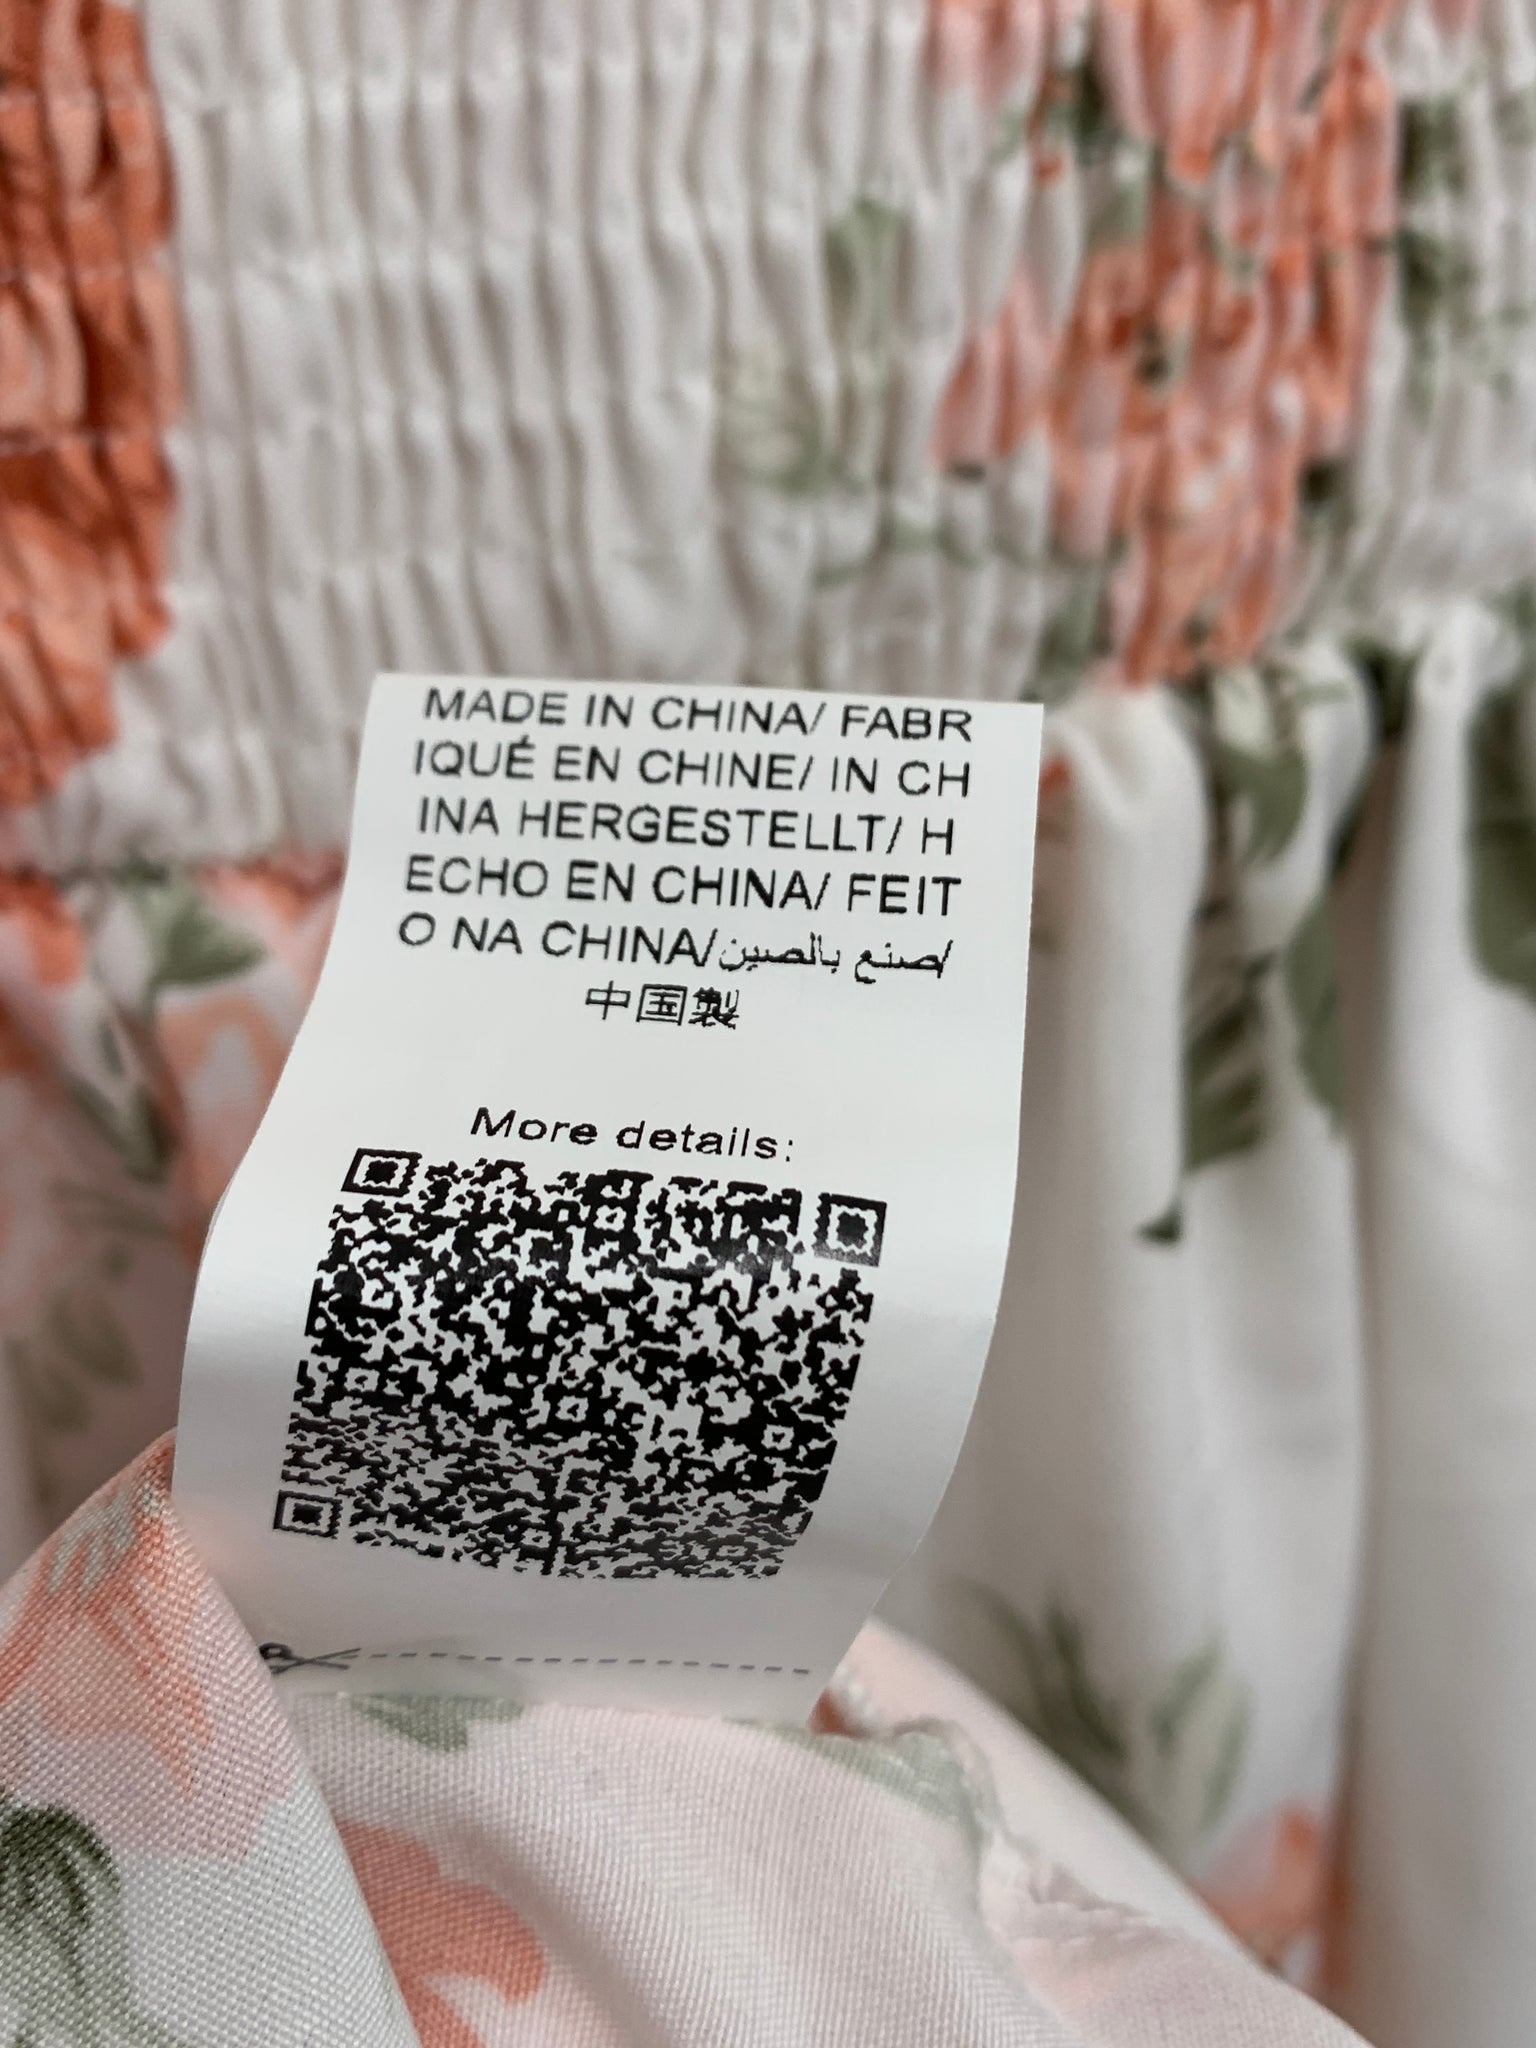 MADE IN CHINA/ FABR
IQUÉ EN CHINE/ IN CH
INA HERGESTELLT/ H
ECHO EN CHINA/ FEIT
O NA CHINA/صنع بالصين/
中国製
More details: